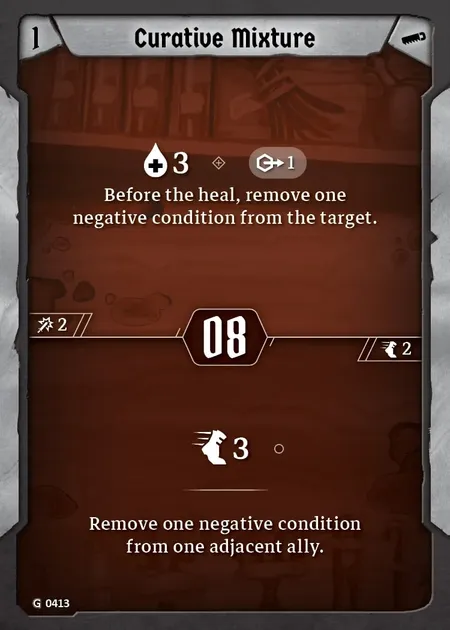 1
Curative Mixture
3
1
Before the heal, remove one
negative condition from the target.
2
08
2
3
Remove one negative condition
from one adjacent ally.
G 0413